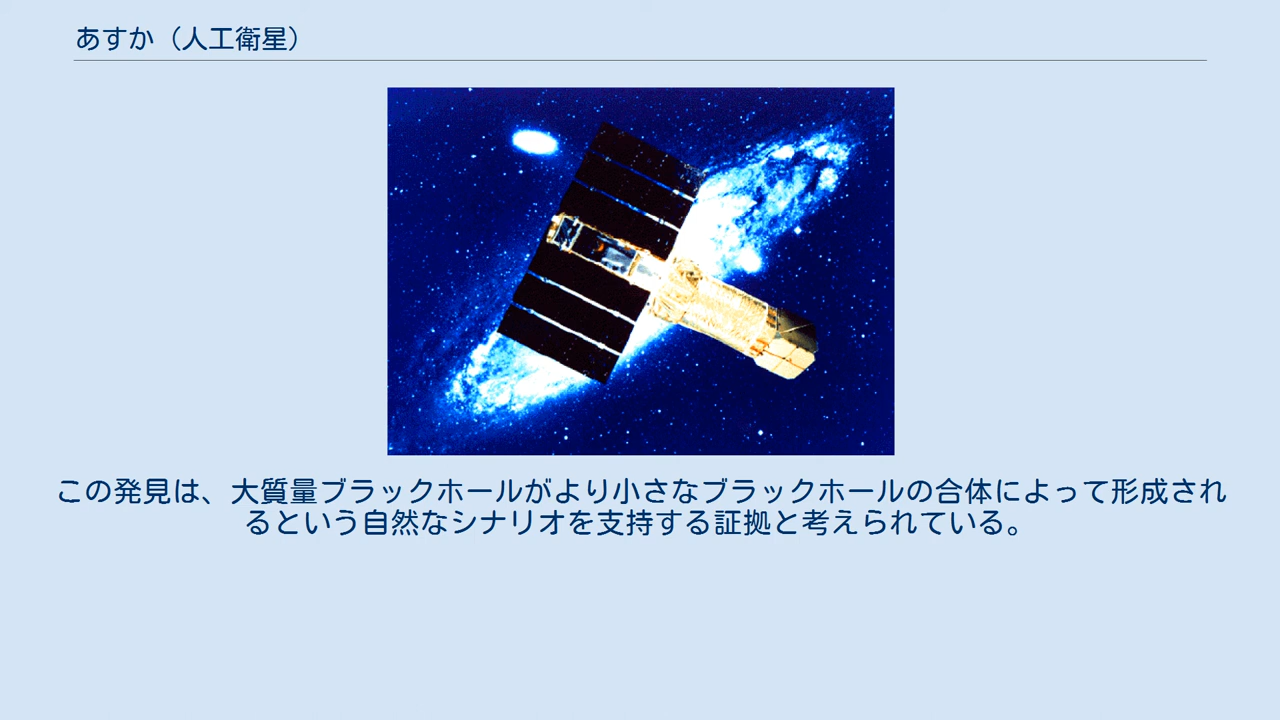 あすか（人工衛星）
この発見は、大質量ブラックホールがより小さなブラックホールの合体によって形成され
るという自然なシナリオを支持する証拠と考えられている。